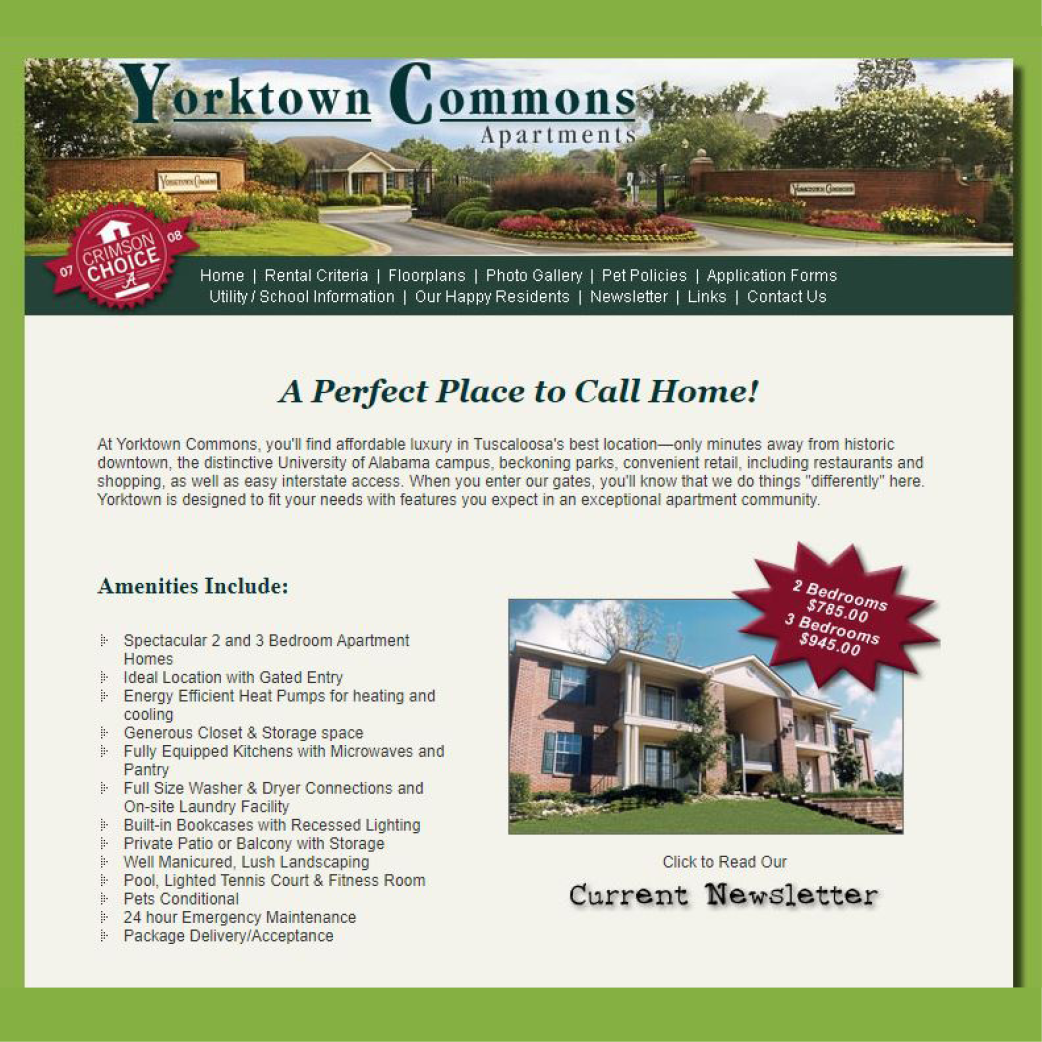 Yorktown Commons
Apartments
Yorktown Commons
Yorktown Commons
07 CRIMSON CHOICE 08
A
Home | Rental Criteria | Floorplans | Photo Gallery | Pet Policies | Application Forms
Utility / School Information | Our Happy Residents | Newsletter | Links | Contact Us
A Perfect Place to Call Home!
At Yorktown Commons, you'll find affordable luxury in Tuscaloosa's best location—only minutes away from historic
downtown, the distinctive University of Alabama campus, beckoning parks, convenient retail, including restaurants and
shopping, as well as easy interstate access. When you enter our gates, you'll know that we do things "differently" here.
Yorktown is designed to fit your needs with features you expect in an exceptional apartment community.
Amenities Include:
Spectacular 2 and 3 Bedroom Apartment
Homes
Ideal Location with Gated Entry
Energy Efficient Heat Pumps for heating and
cooling
Generous Closet & Storage space
Fully Equipped Kitchens with Microwaves and
Pantry
Full Size Washer & Dryer Connections and
On-site Laundry Facility
Built-in Bookcases with Recessed Lighting
Private Patio or Balcony with Storage
Well Manicured, Lush Landscaping
Pool, Lighted Tennis Court & Fitness Room
Pets Conditional
24 hour Emergency Maintenance
Package Delivery/Acceptance
2 Bedrooms
$785.00
3 Bedrooms
$945.00
Click to Read Our
Current Newsletter